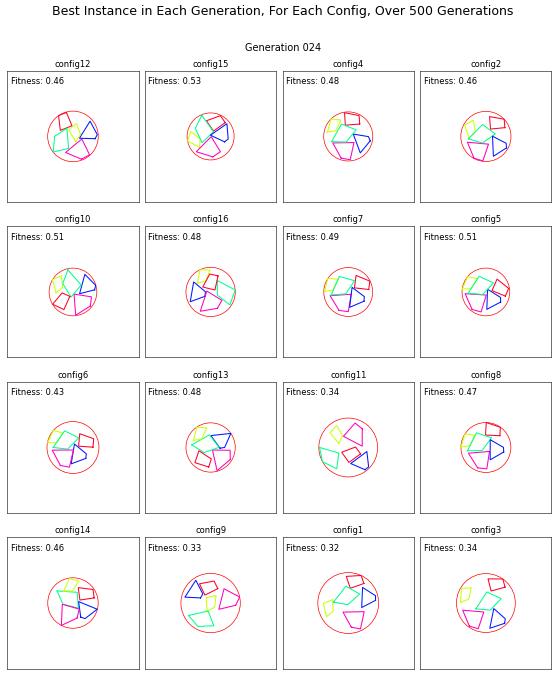 Best Instance in Each Generation, For Each Config, Over 500 Generations
Generation 024
config12
config15
config4
config2
Fitness: 0.46
Fitness: 0.53
Fitness: 0.48
Fitness: 0.46
config10
config16
config7
config5
Fitness: 0.51
Fitness: 0.48
Fitness: 0.49
Fitness: 0.51
config6
config13
config11
config8
Fitness: 0.43
Fitness: 0.48
Fitness: 0.34
Fitness: 0.47
config14
config9
config1
config3
Fitness: 0.46
Fitness: 0.33
Fitness: 0.32
Fitness: 0.34